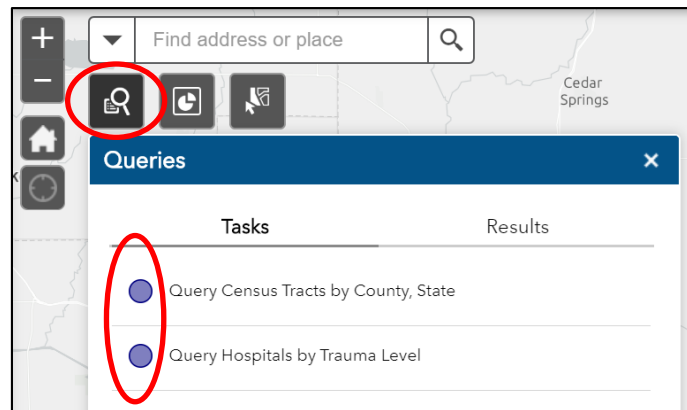 +
Find address or place
−
Cedar
Springs
Queries ×
Tasks Results
Query Census Tracts by County, State
Query Hospitals by Trauma Level